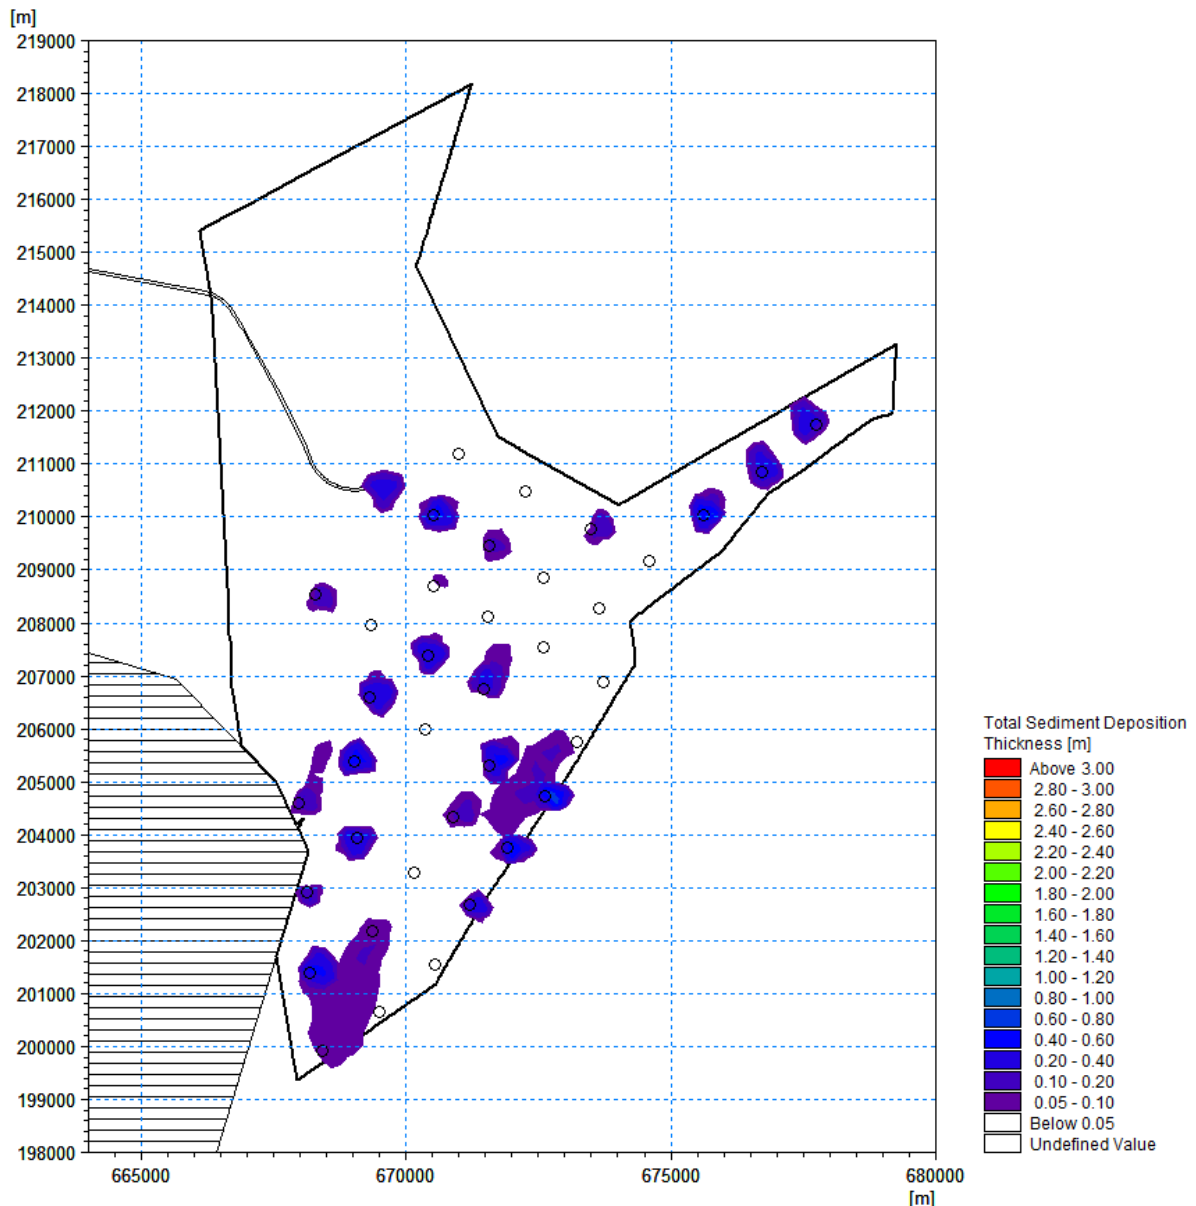 [m]
219000
218000
217000
216000
215000
214000
213000
212000
211000
210000
209000
208000
207000
206000
205000
204000
203000
202000
201000
200000
199000
198000
665000 670000 675000 680000
[m]
Total Sediment Deposition
Thickness [m]
Above 3.00
2.80 - 3.00
2.60 - 2.80
2.40 - 2.60
2.20 - 2.40
2.00 - 2.20
1.80 - 2.00
1.60 - 1.80
1.40 - 1.60
1.20 - 1.40
1.00 - 1.20
0.80 - 1.00
0.60 - 0.80
0.40 - 0.60
0.20 - 0.40
0.10 - 0.20
0.05 - 0.10
Below 0.05
Undefined Value